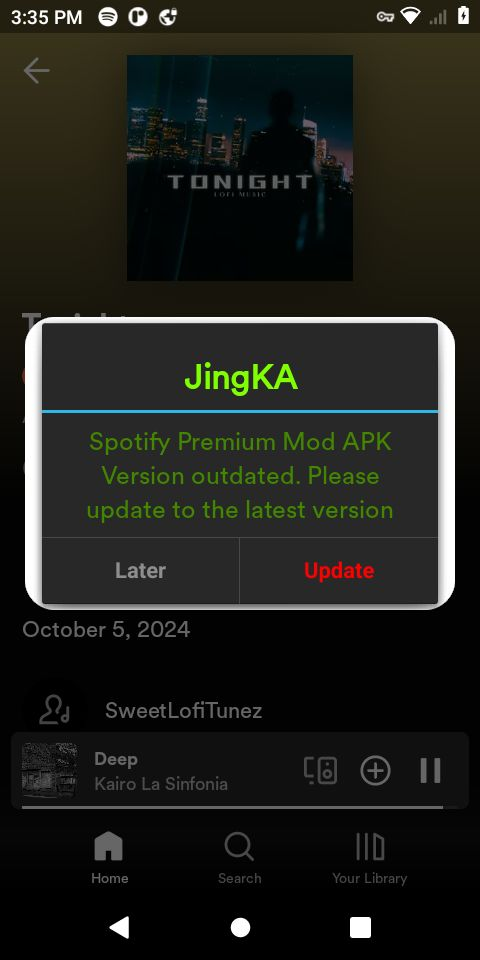 3:35 PM
TONIGHT
LOFI MUSIC
JingKA
Spotify Premium Mod APK
Version outdated. Please
update to the latest version
Later
Update
October 5, 2024
SweetLofiTunez
Deep
Kairo La Sinfonia
Home
Search
Your Library